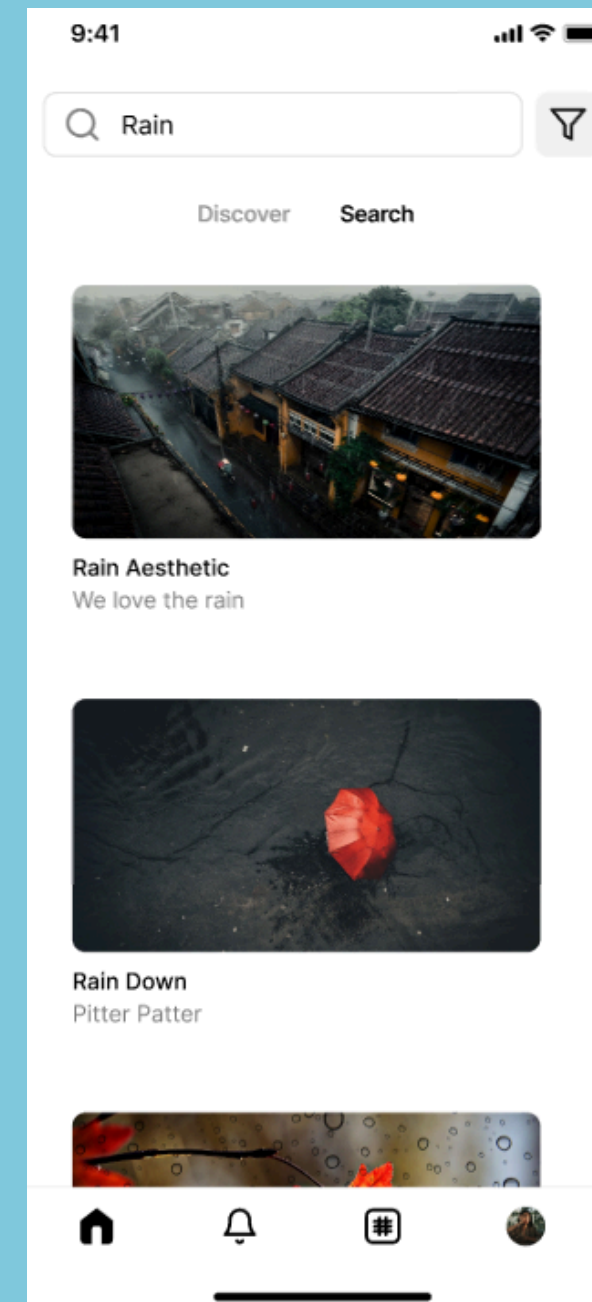 9:41
Rain
Discover Search
Rain Aesthetic
We love the rain
Rain Down
Pitter Patter